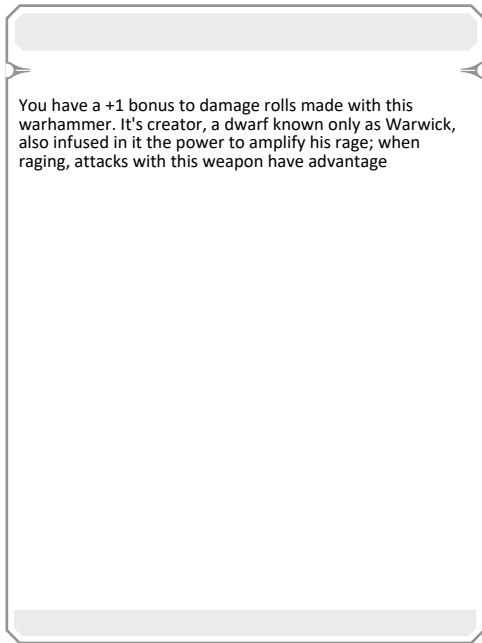 You have a +1 bonus to damage rolls made with this
warhammer. It's creator, a dwarf known only as Warwick,
also infused in it the power to amplify his rage; when
raging, attacks with this weapon have advantage